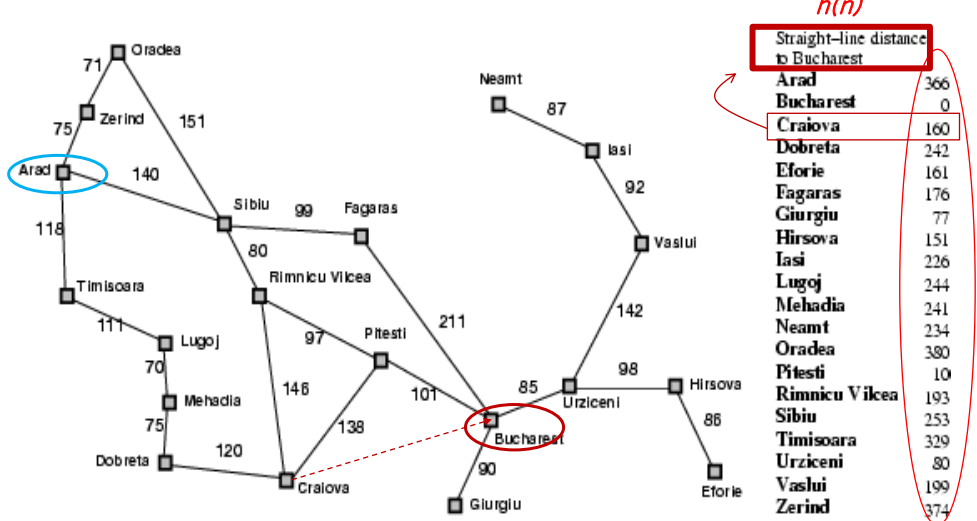 h(n)
Oradea
71
Neamt
87
Zerind
151
75
Iasi
Arad
140
92
Sibiu
99
Fagaras
118
80
Vaslui
Timisoara
Rimnicu Vilcea
142
111
211
Lugoj
97
Pitesti
70
98
Hirsova
146
101
85
Mehadia
Urziceni
86
75
138
Bucharest
120
Dobreta
90
Craiova
Eforie
Giurgiu
Straight–line distance
to Bucharest
Arad 366
Bucharest 0
Craiova 160
Dobreta 242
Eforie 161
Fagaras 176
Giurgiu 77
Hirsova 151
Iasi 226
Lugoj 244
Mehadia 241
Neamt 234
Oradea 380
Pitesti 10
Rimnicu Vilcea 193
Sibiu 253
Timisoara 329
Urziceni 80
Vaslui 199
Zerind 374